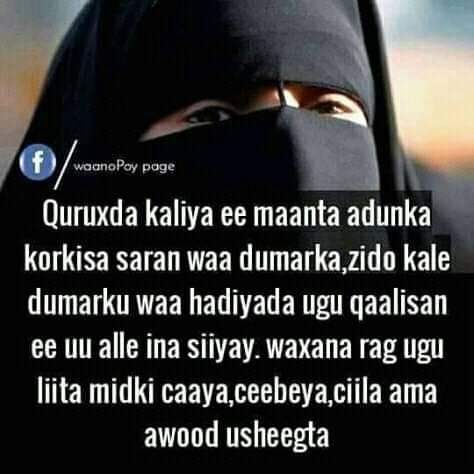 f/waanoPay page
Quruxda kaliya ee maanta adunka
korkisa saran waa dumarka,zido kale
dumarku waa hadiyada ugu qaalisan
ee uu alle ina siiyay. waxana rag ugu
liita midki caaya,ceebeya,ciila ama
awood usheegta